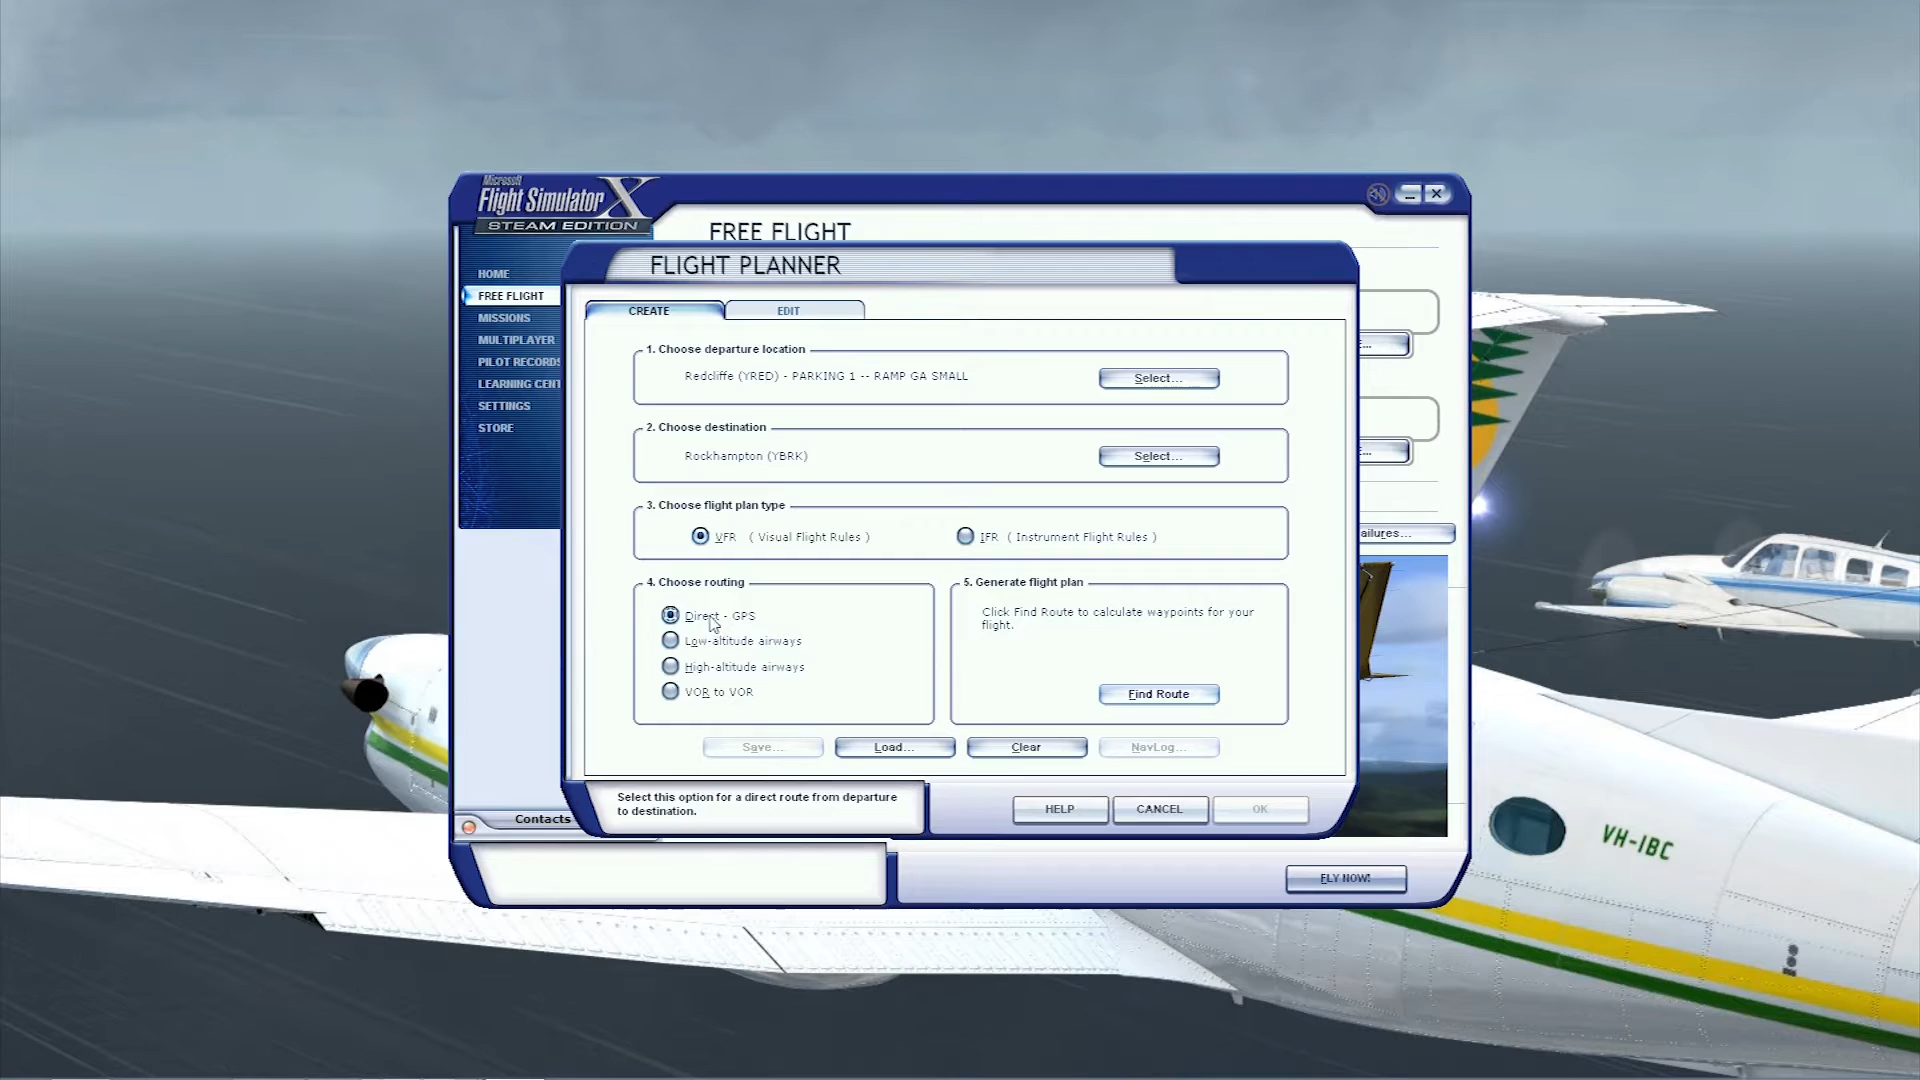 Microsoft
Flight Simulator X
STEAM EDITION
FREE FLIGHT
HOME
FREE FLIGHT
MISSIONS
MULTIPLAYER
PILOT RECORDS
LEARNING CENT
SETTINGS
STORE
FLIGHT PLANNER
CREATE
EDIT
1. Choose departure location
Redcliffe (YRED) - PARKING 1 -- RAMP GA SMALL
Select...
2. Choose destination
Rockhampton (YBRK)
Select...
3. Choose flight plan type
VFR ( Visual Flight Rules )
IFR ( Instrument Flight Rules )
4. Choose routing
Direct - GPS
Low-altitude airways
High-altitude airways
VOR to VOR
5. Generate flight plan
Click Find Route to calculate waypoints for your
flight.
Find Route
Save...
Load...
Clear
NavLog...
Select this option for a direct route from departure
to destination.
HELP
CANCEL
OK
ailures...
Contacts
FLY NOW!
VH-IBC